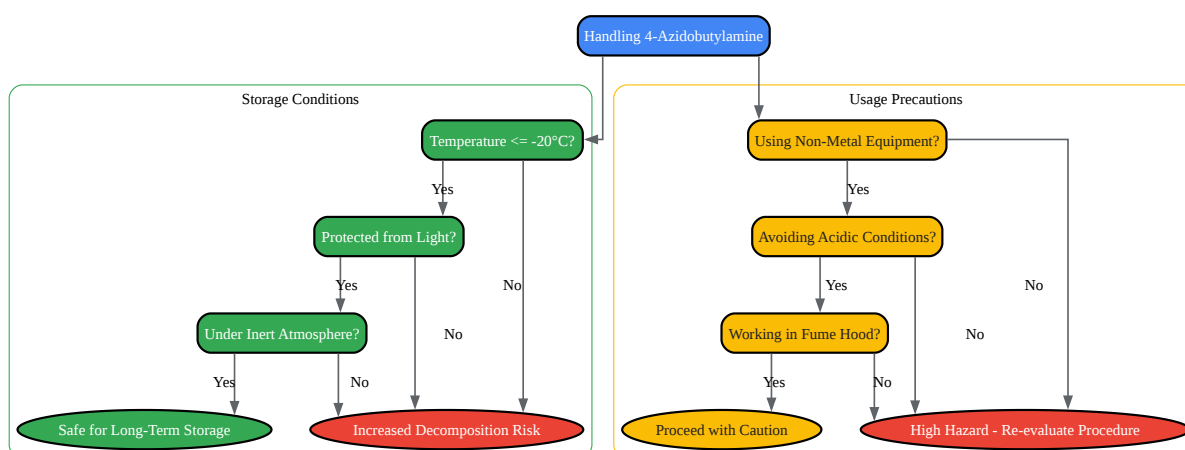 Handling 4-Azidobutylamine
Storage Conditions
Usage Precautions
Temperature <= -20°C?
Using Non-Metal Equipment?
Yes
Yes
Protected from Light?
Avoiding Acidic Conditions?
Yes
No
Yes
No
Under Inert Atmosphere?
No
Working in Fume Hood?
No
Yes
No
Yes
No
Safe for Long-Term Storage
Increased Decomposition Risk
Proceed with Caution
High Hazard - Re-evaluate Procedure